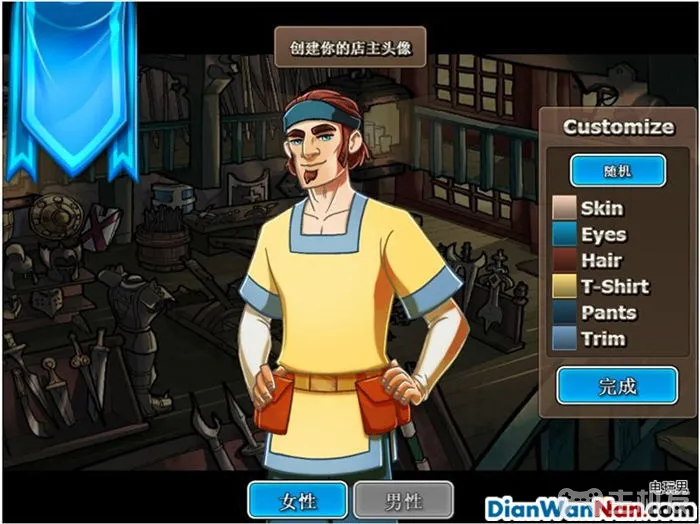 创建你的店主头像
Customize
随机
Skin
Eyes
Hair
T-Shirt
Pants
Trim
完成
女性
男性
电玩男
DianWanNan.com